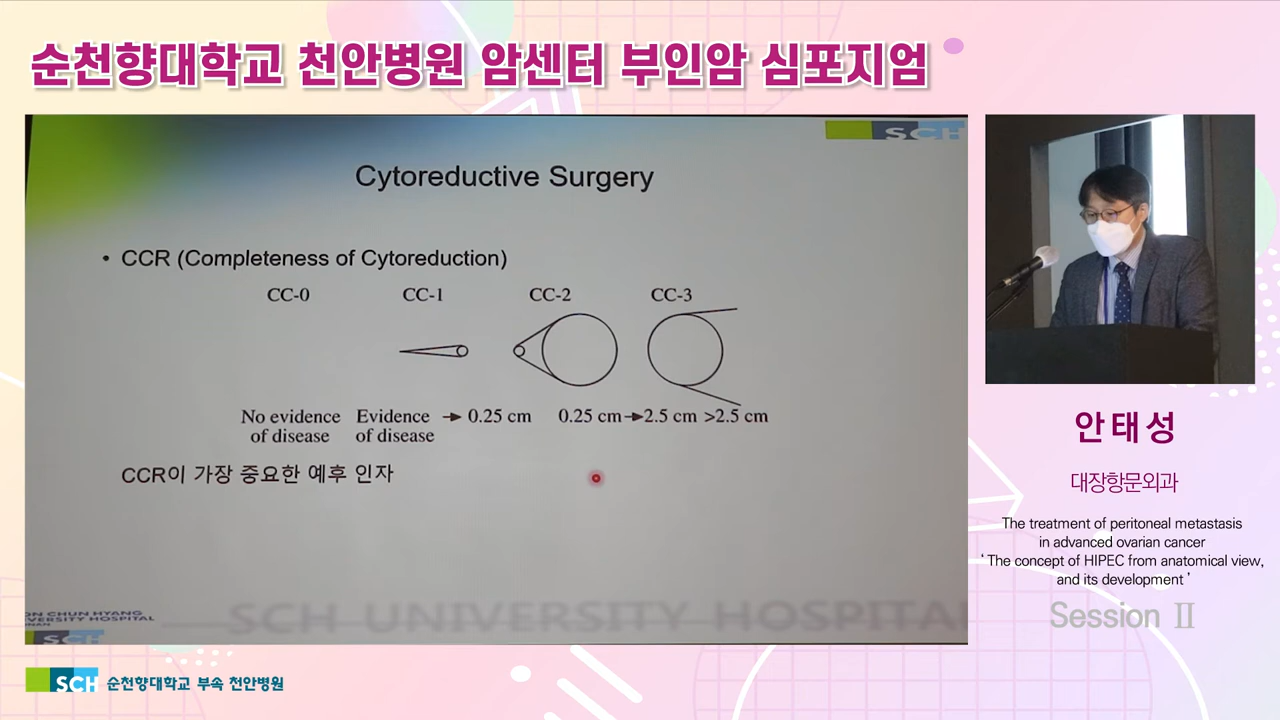 순천향대학교 천안병원 암센터 부인암 심포지엄
SCH
Cytoreductive Surgery
• CCR (Completeness of Cytoreduction)
CC-0 CC-1 CC-2 CC-3
No evidence of disease
Evidence of disease → 0.25 cm
0.25 cm→2.5 cm
>2.5 cm
CCR이 가장 중요한 예후 인자
ON CHUN HYANG
VERSITY HOSPITAL
SCH UNIVERSITY HOSPITAL
SCH
안태성
대장항문외과
The treatment of peritoneal metastasis
in advanced ovarian cancer
‘ The concept of HIPEC from anatomical view,
and its development ’
Session Ⅱ
SCH 순천향대학교 부속 천안병원